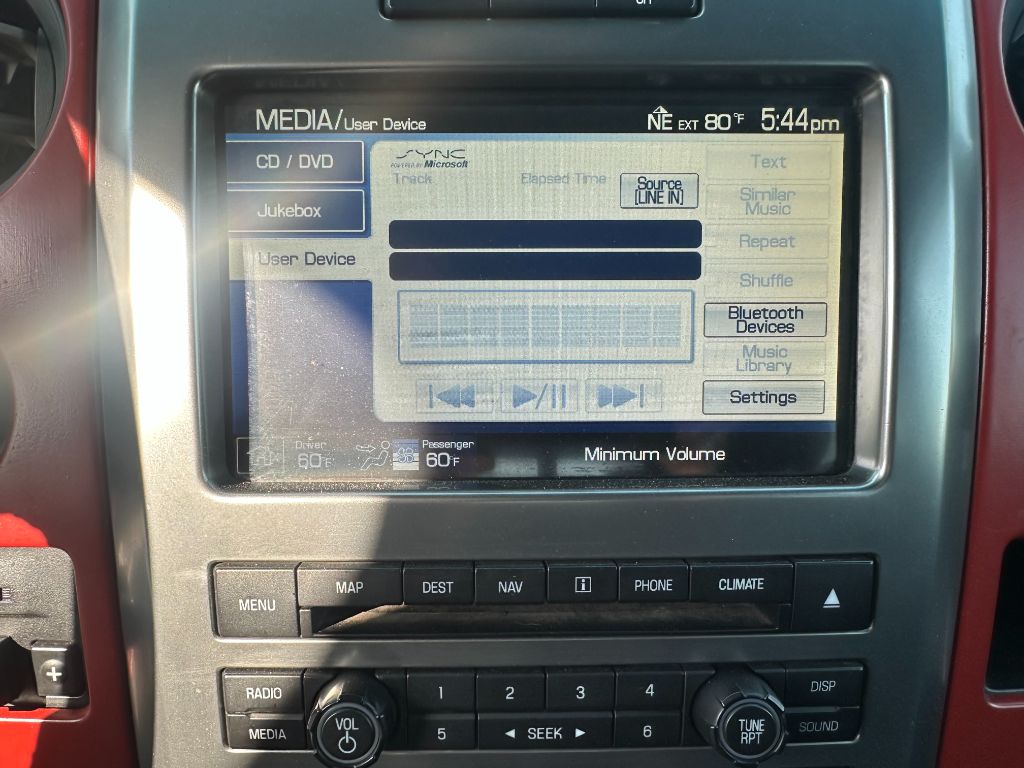 OFF
MEDIA/User Device
NE EXT 80°F 5:44pm
CD / DVD
Jukebox
User Device
SYNC
POWERED BY Microsoft
Track
Elapsed Time
Source
[LINE IN]
Text
Similar
Music
Repeat
Shuffle
Bluetooth
Devices
Music
Library
Settings
Driver
60°F
Passenger
60°F
Minimum Volume
MENU
MAP
DEST
NAV
i
PHONE
CLIMATE
RADIO
MEDIA
VOL
1
2
3
4
5
◄ SEEK ►
6
TUNE
RPT
DISP
SOUND
+